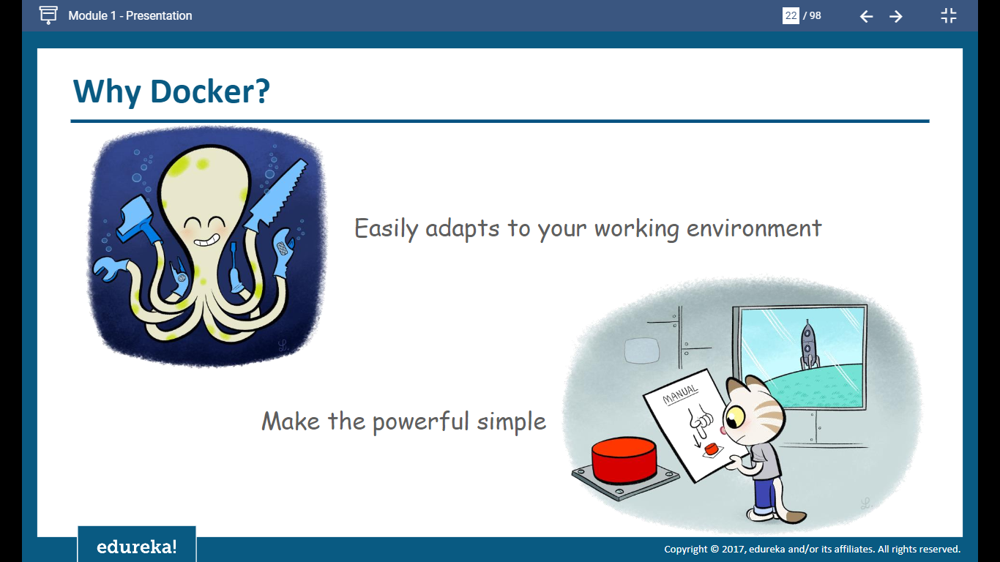 Module 1 - Presentation
22 / 98
Why Docker?
Easily adapts to your working environment
MANUAL
Make the powerful simple
edureka!
Copyright © 2017, edureka and/or its affiliates. All rights reserved.